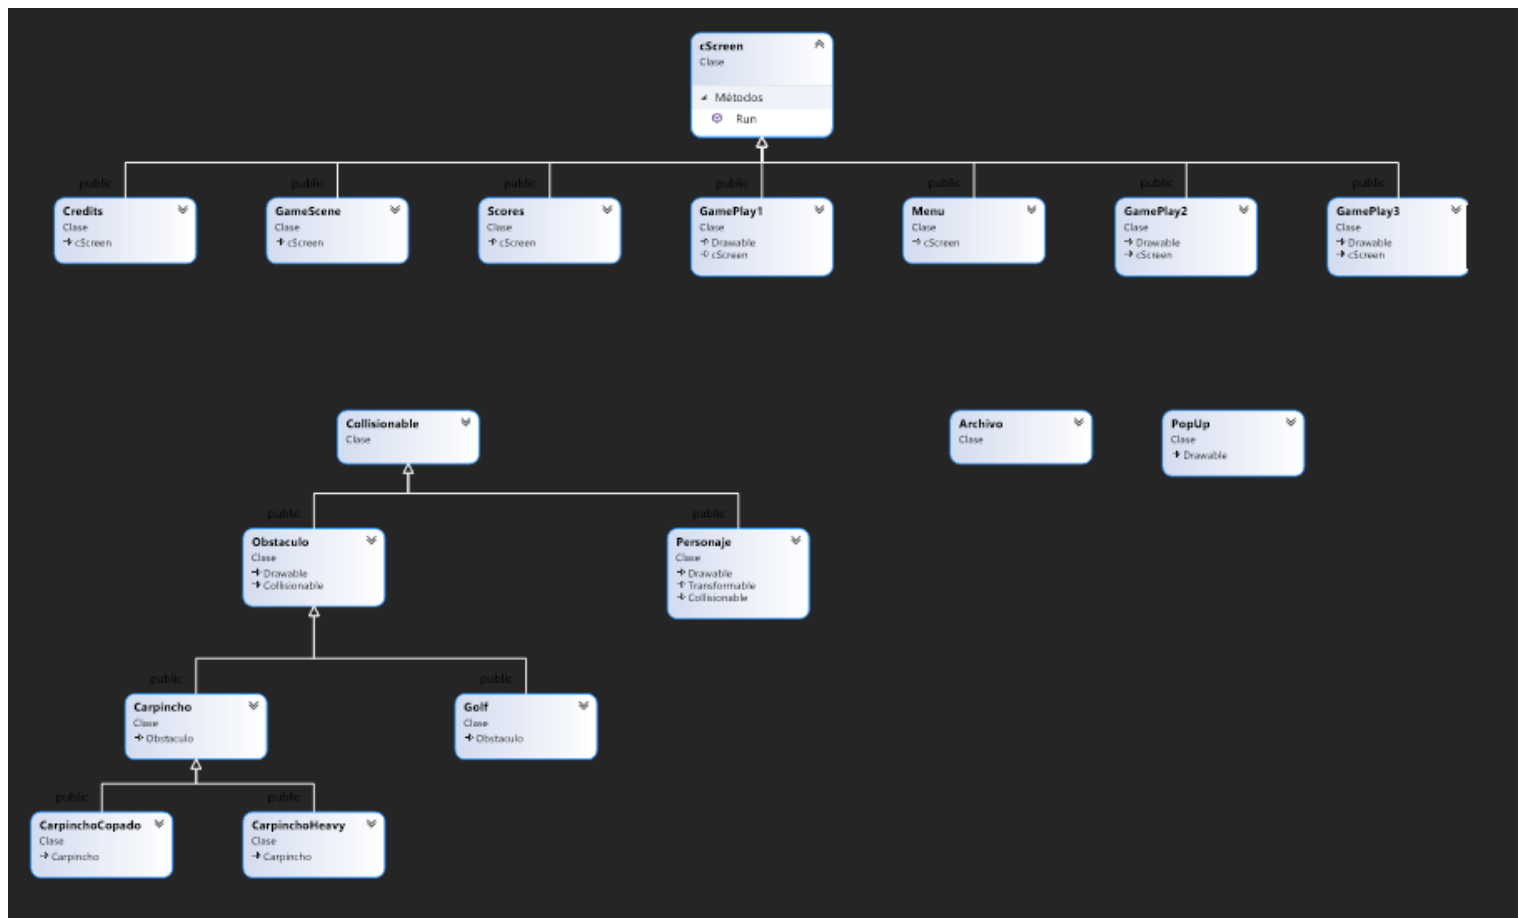 cScreen
Clase
Métodos
Run
public public public public public public public
Credits
Clase
cScreen
GameScene
Clase
cScreen
Scores
Clase
cScreen
GamePlay1
Clase
Drawable
cScreen
Menu
Clase
cScreen
GamePlay2
Clase
Drawable
cScreen
GamePlay3
Clase
Drawable
cScreen
Collisionable
Clase
Archivo
Clase
PopUp
Clase
Drawable
public public
Obstaculo
Clase
Drawable
Collisionable
Personaje
Clase
Drawable
Transformable
Collisionable
public public
Carpincho
Clase
Obstaculo
Golf
Clase
Obstaculo
public public
CarpinchoCopado
Clase
Carpincho
CarpinchoHeavy
Clase
Carpincho